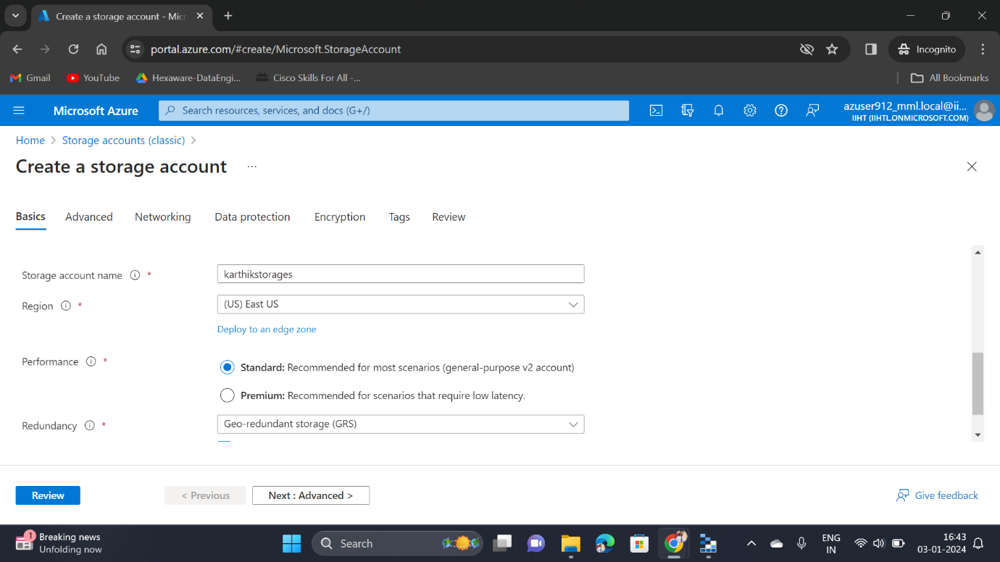 Create a storage account - Mic
portal.azure.com/#create/Microsoft.StorageAccount
Incognito
Gmail
YouTube
Hexaware-DataEngi...
Cisco Skills For All -...
All Bookmarks
Microsoft Azure
Search resources, services, and docs (G+/)
azuser912_mml.local@ii...
IIHT (IIHTL.ONMICROSOFT.COM)
Home > Storage accounts (classic) >
Create a storage account ...
Basics Advanced Networking Data protection Encryption Tags Review
Storage account name * karthikstorages
Region * (US) East US
Deploy to an edge zone
Performance * Standard: Recommended for most scenarios (general-purpose v2 account)
Premium: Recommended for scenarios that require low latency.
Redundancy * Geo-redundant storage (GRS)
Review < Previous Next : Advanced > Give feedback
1
Breaking news
Unfolding now
Search
ENG
IN
16:43
03-01-2024